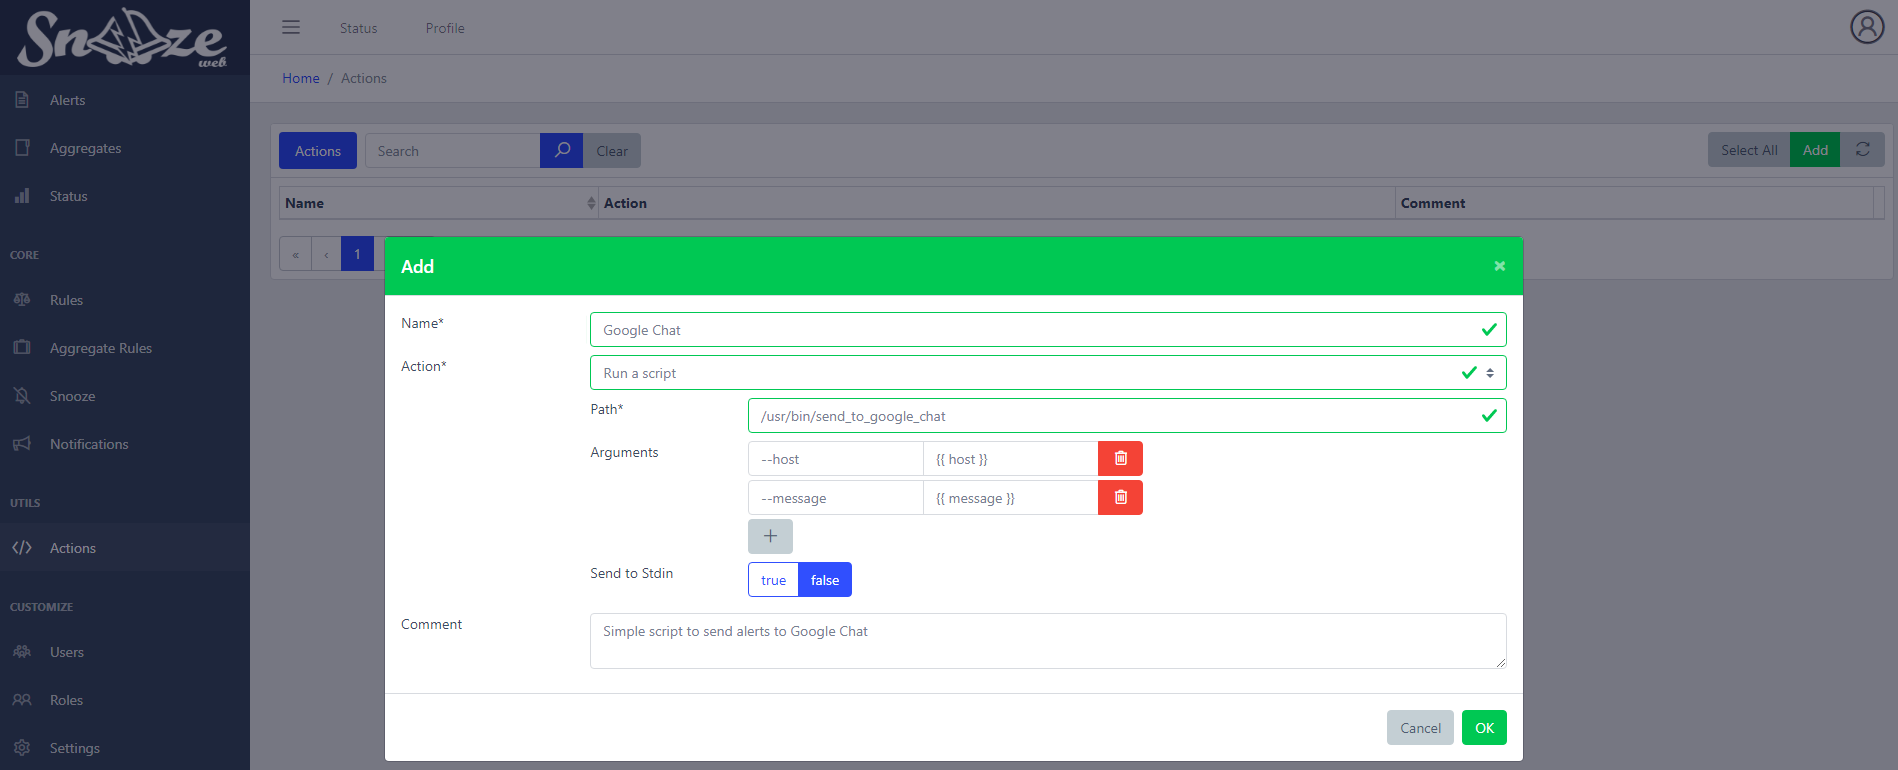 Snooze
web
Status
Profile
Home / Actions
Alerts
Aggregates
Status
CORE
Rules
Aggregate Rules
Snooze
Notifications
UTILS
Actions
CUSTOMIZE
Users
Roles
Settings
Actions
Search
Clear
Select All
Add
Name
Action
Comment
« ‹ 1
Add
×
Name*
Google Chat
Action*
Run a script
Path*
/usr/bin/send_to_google_chat
Arguments
--host
{{ host }}
--message
{{ message }}
+
Send to Stdin
true
false
Comment
Simple script to send alerts to Google Chat
Cancel
OK